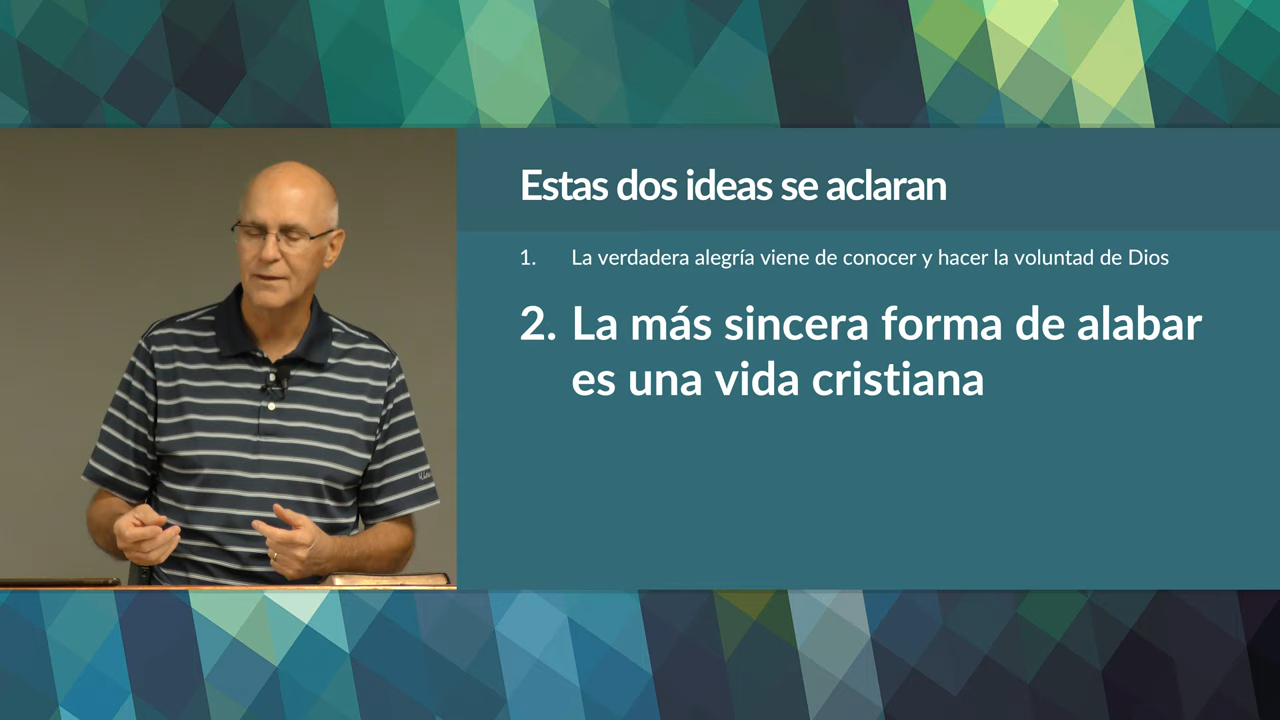 Estas dos ideas se aclaran
1. La verdadera alegría viene de conocer y hacer la voluntad de Dios
2. La más sincera forma de alabar
es una vida cristiana